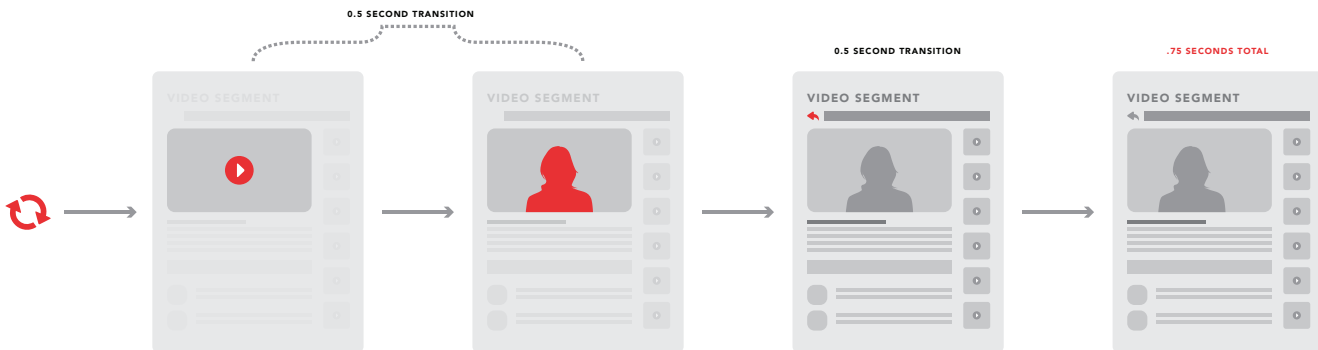 0.5 SECOND TRANSITION
0.5 SECOND TRANSITION
.75 SECONDS TOTAL
VIDEO SEGMENT
VIDEO SEGMENT
VIDEO SEGMENT
VIDEO SEGMENT